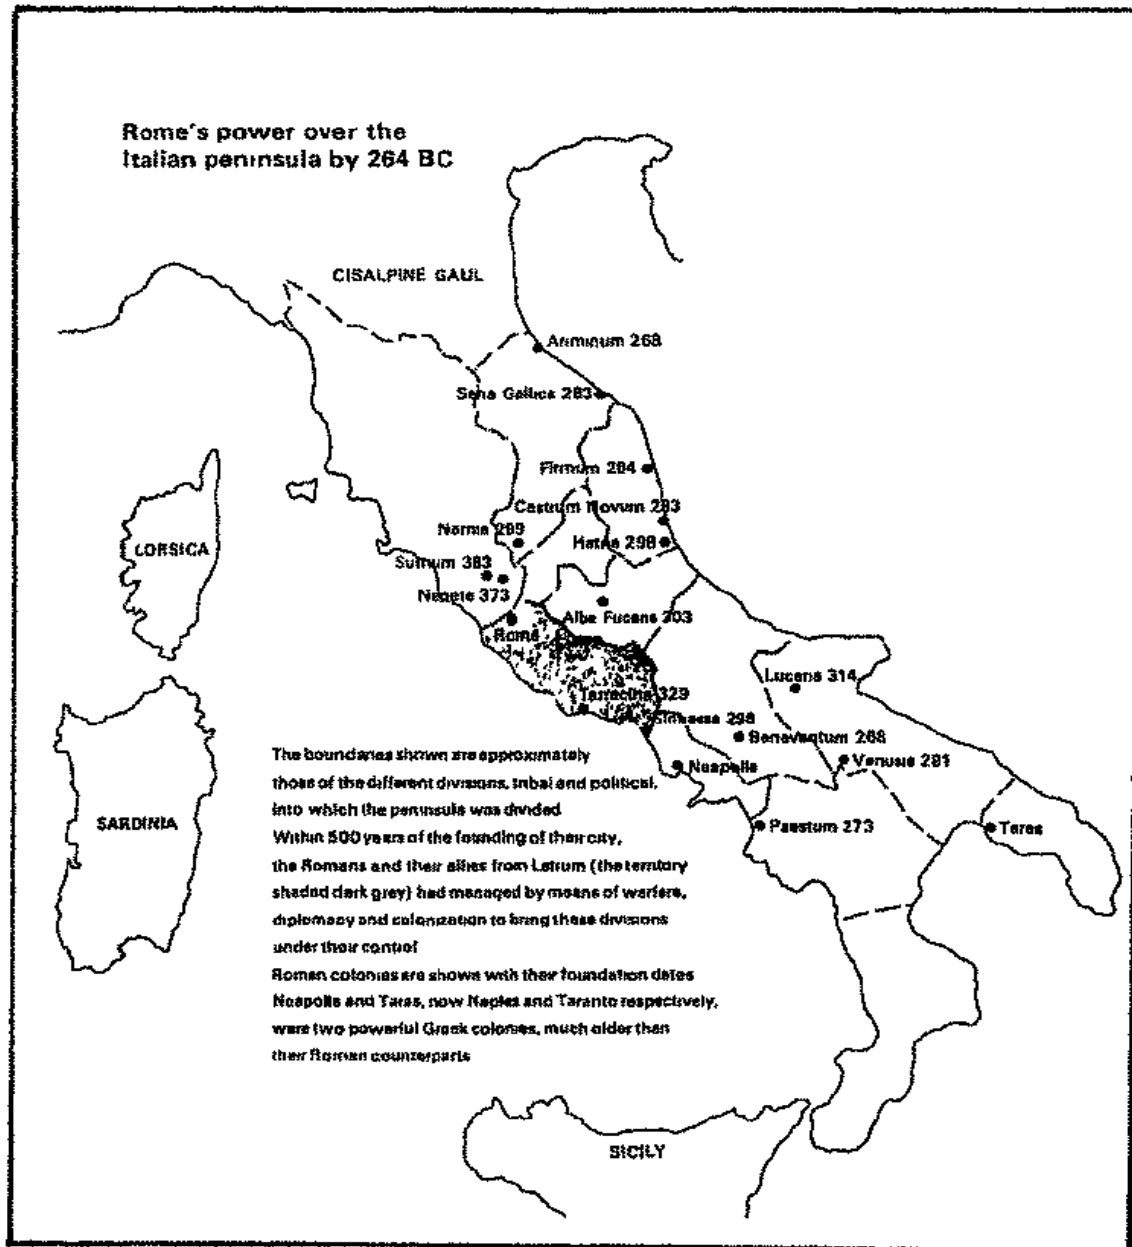 Rome's power over the
Italian peninsula by 264 BC
CISALPINE GAUL
Ariminum 268
Sena Gallica 283
Firmum 264
Castrum Novum 283
Narnia 299
Hatria 298
Sutrium 383
Nepete 373
Alba Fucens 303
Rome
CORSICA
Lucera 314
Tarracina 329
Sinuessa 296
Beneventum 268
Venusia 291
Neapolis
Paestum 273
Taras
SARDINIA
The boundaries shown are approximately
those of the different divisions, tribal and political,
into which the peninsula was divided
Within 500 years of the founding of their city,
the Romans and their allies from Latium (the territory
shaded dark grey) had managed by means of warfare,
diplomacy and colonization to bring these divisions
under their control
Roman colonies are shown with their foundation dates
Neapolis and Taras, now Naples and Taranto respectively,
were two powerful Greek colonies, much older than
their Roman counterparts
SICILY